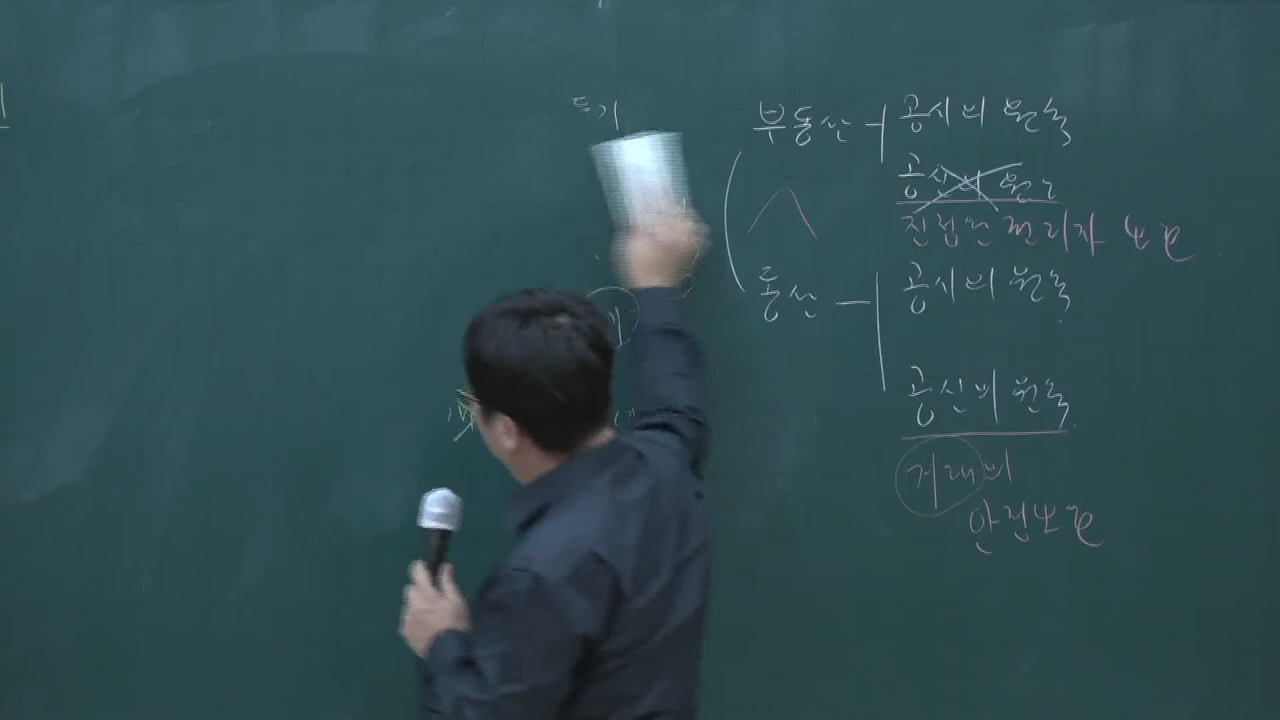 등기
부동산 공시의 원칙
공신의 원칙
진정한 권리자 보호
동산 공시의 원칙
공신의 원칙
거래의
안전보호